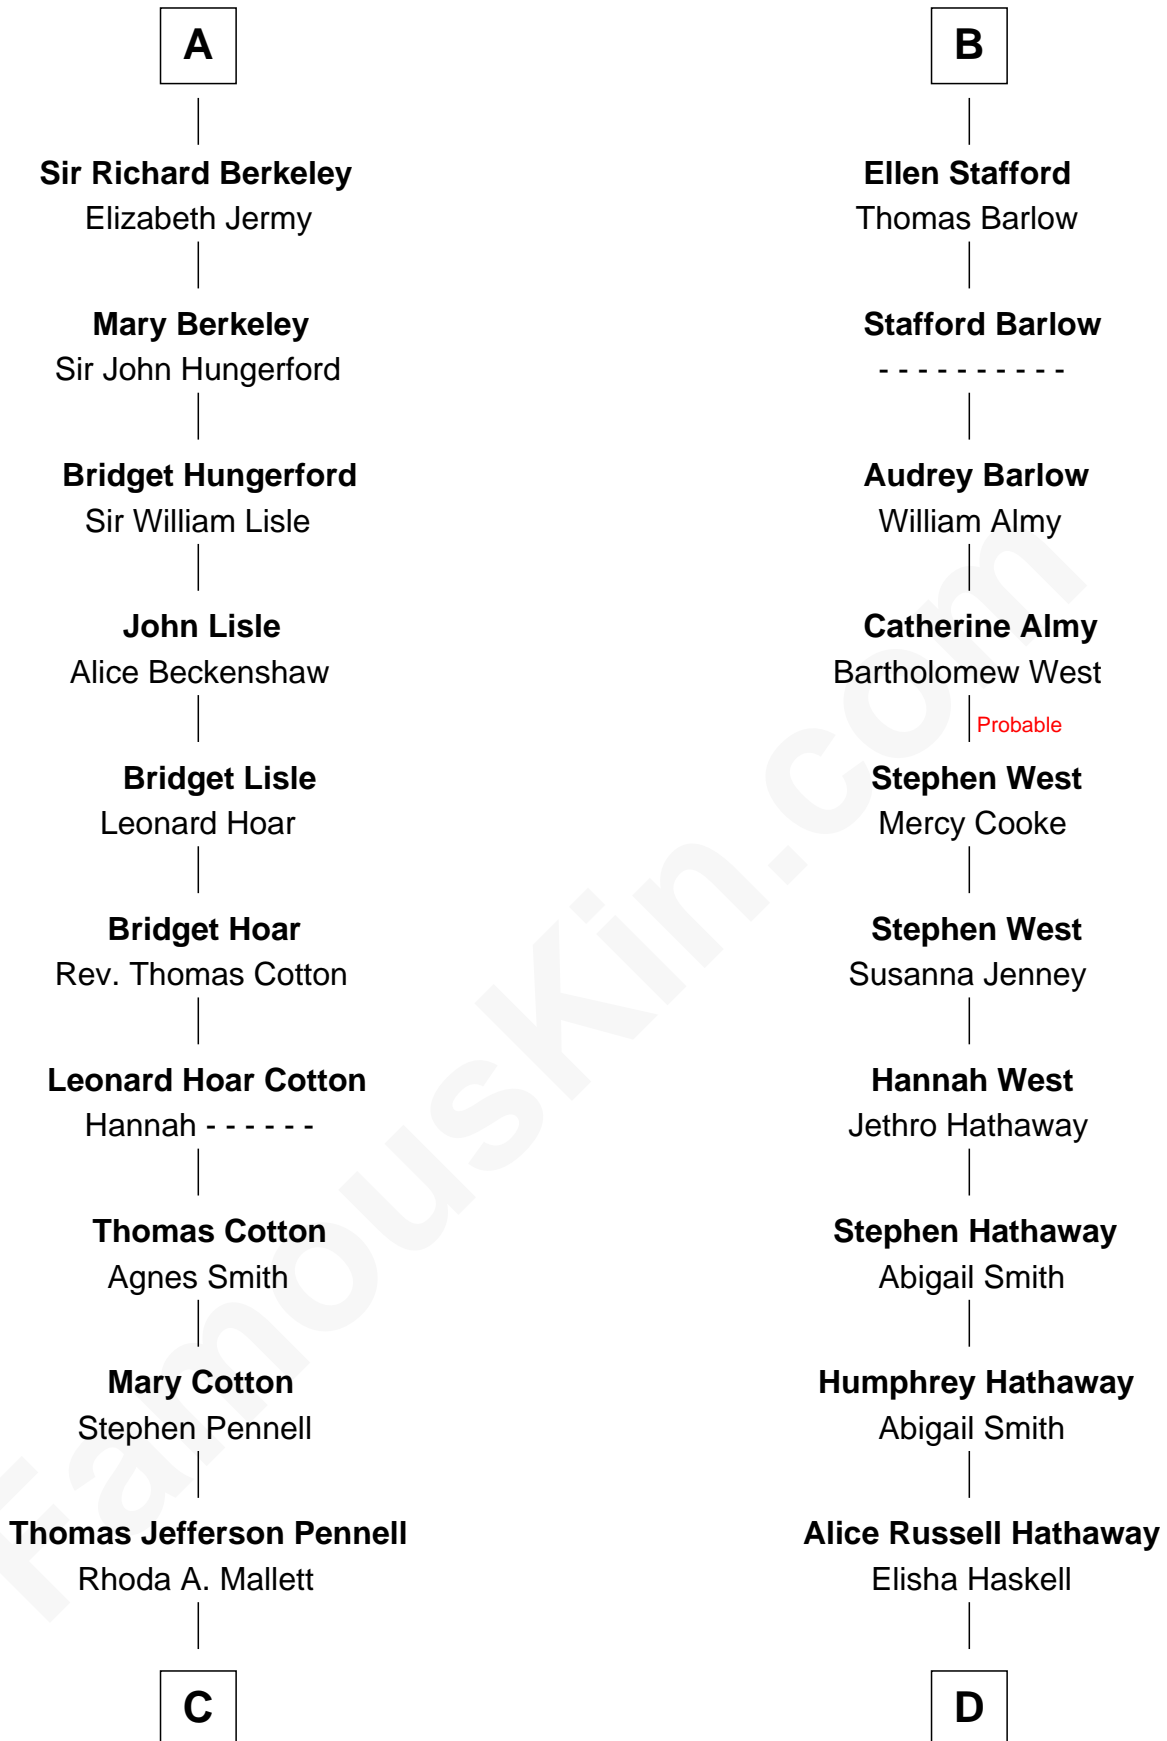 A
Sir Richard Berkeley
Elizabeth Jermy
Mary Berkeley
Sir John Hungerford
Bridget Hungerford
Sir William Lisle
John Lisle
Alice Beckenshaw
Bridget Lisle
Leonard Hoar
Bridget Hoar
Rev. Thomas Cotton
Leonard Hoar Cotton
Hannah - - - - - -
Thomas Cotton
Agnes Smith
Mary Cotton
Stephen Pennell
Thomas Jefferson Pennell
Rhoda A. Mallett
C
B
Ellen Stafford
Thomas Barlow
Stafford Barlow
- - - - - - - - - -
Audrey Barlow
William Almy
Catherine Almy
Bartholomew West
Probable
Stephen West
Mercy Cooke
Stephen West
Susanna Jenney
Hannah West
Jethro Hathaway
Stephen Hathaway
Abigail Smith
Humphrey Hathaway
Abigail Smith
Alice Russell Hathaway
Elisha Haskell
D
FamousKin.com